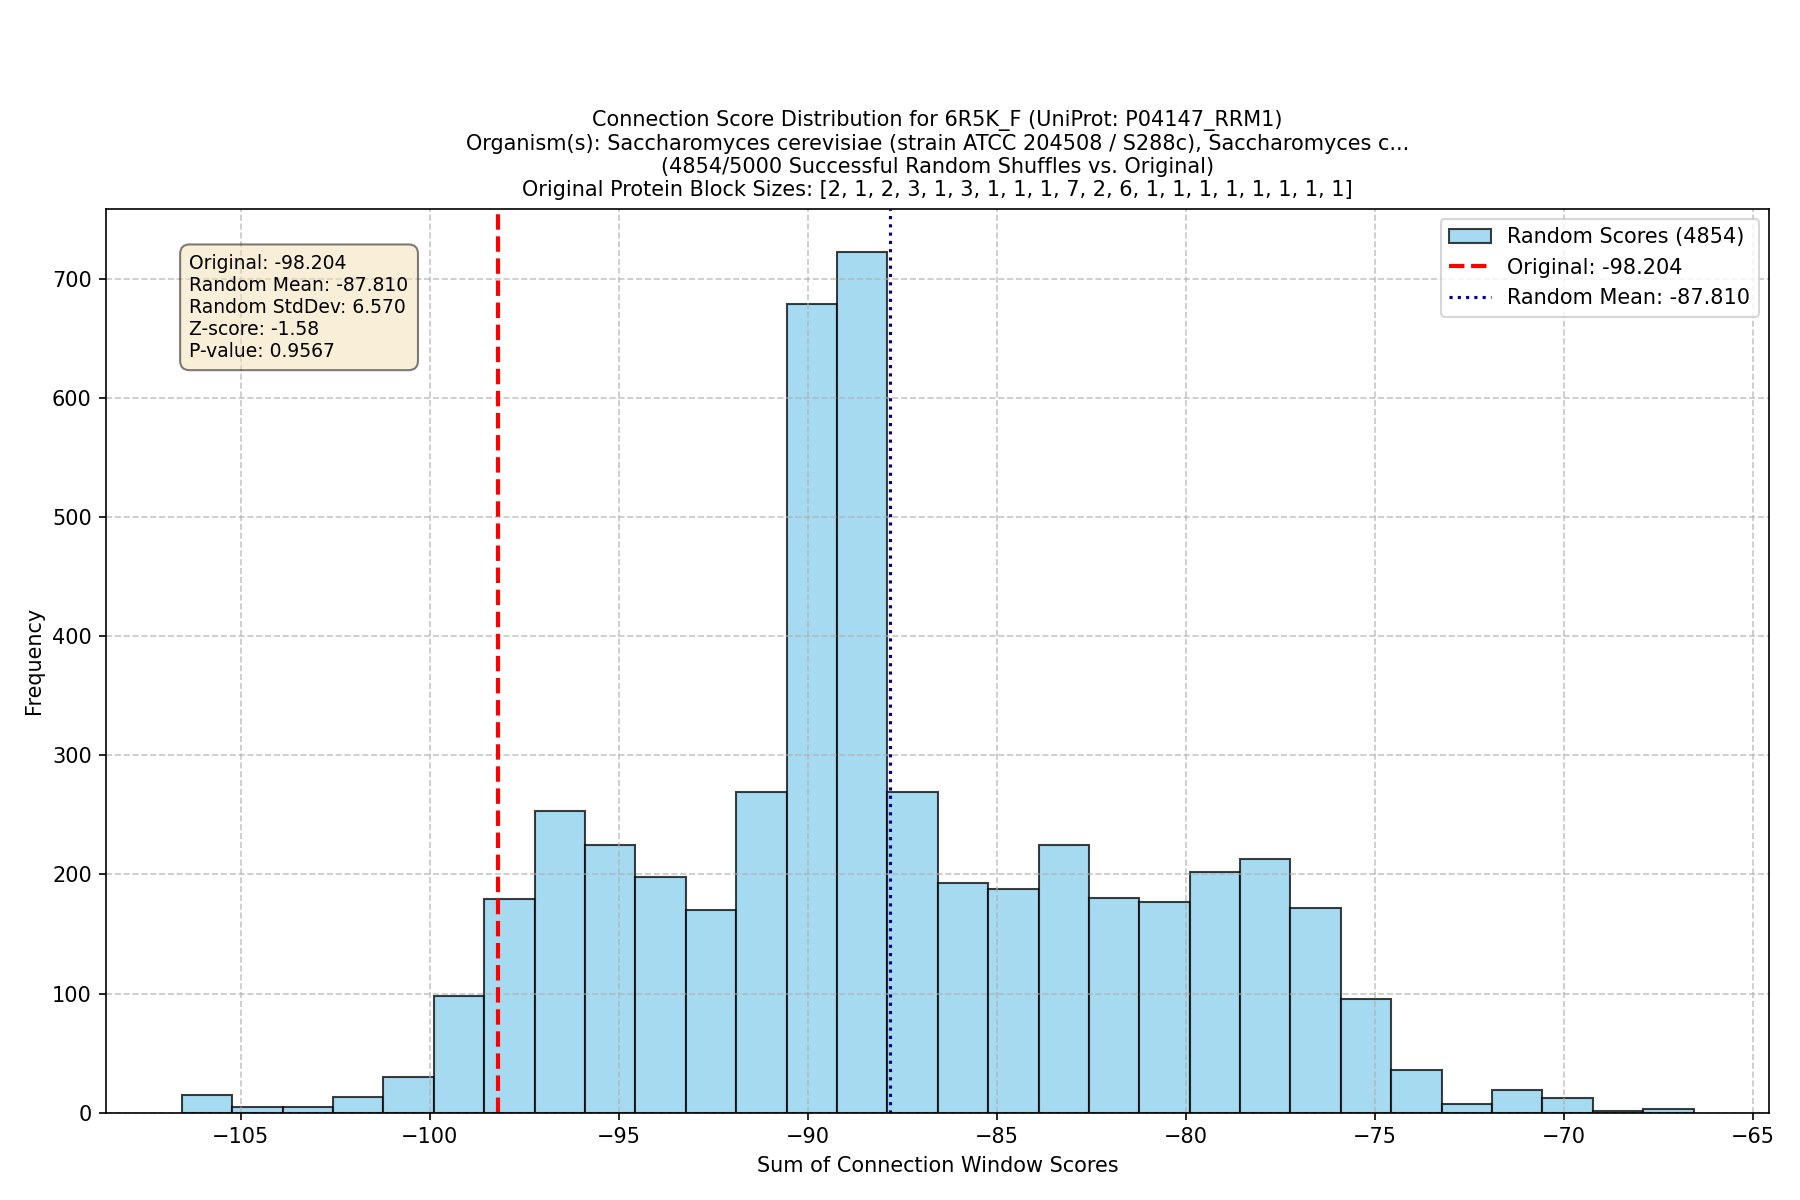 Connection Score Distribution for 6R5K_F (UniProt: P04147_RRM1)
Organism(s): Saccharomyces cerevisiae (strain ATCC 204508 / S288c), Saccharomyces c...
(4854/5000 Successful Random Shuffles vs. Original)
Original Protein Block Sizes: [2, 1, 2, 3, 1, 3, 1, 1, 1, 7, 2, 6, 1, 1, 1, 1, 1, 1, 1, 1]
Original: -98.204
Random Mean: -87.810
Random StdDev: 6.570
Z-score: -1.58
P-value: 0.9567
Random Scores (4854)
Original: -98.204
Random Mean: -87.810
Frequency
700
600
500
400
300
200
100
0
−105
−100
−95
−90
−85
−80
−75
−70
−65
Sum of Connection Window Scores